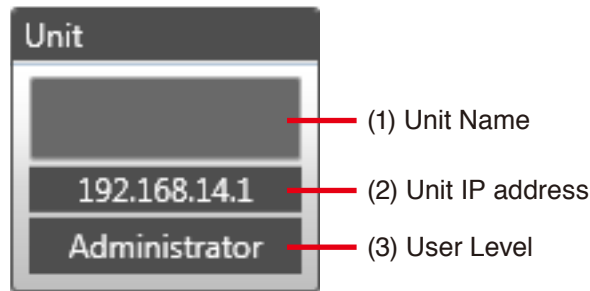 Unit
(1) Unit Name
192.168.14.1 (2) Unit IP address
Administrator (3) User Level